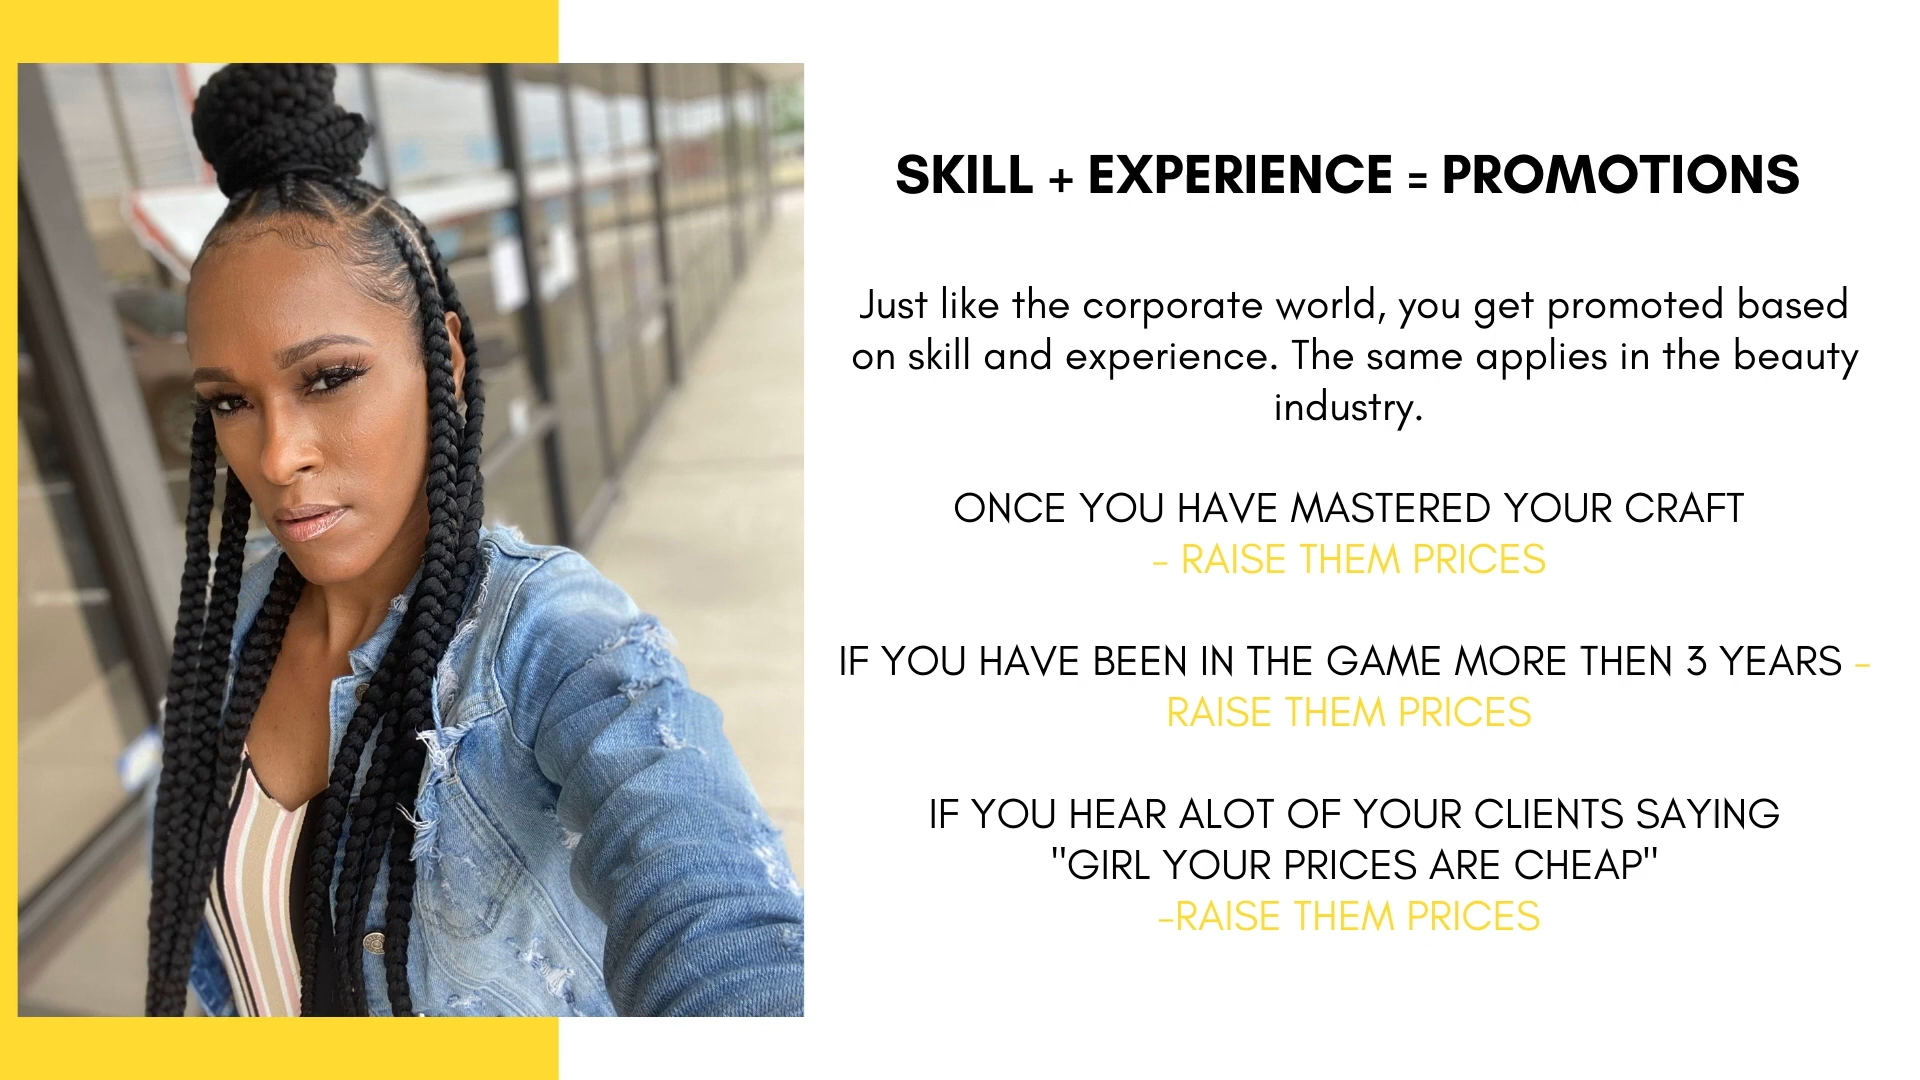 SKILL + EXPERIENCE = PROMOTIONS
Just like the corporate world, you get promoted based
on skill and experience. The same applies in the beauty
industry.
ONCE YOU HAVE MASTERED YOUR CRAFT
- RAISE THEM PRICES
IF YOU HAVE BEEN IN THE GAME MORE THEN 3 YEARS -
RAISE THEM PRICES
IF YOU HEAR ALOT OF YOUR CLIENTS SAYING
"GIRL YOUR PRICES ARE CHEAP"
-RAISE THEM PRICES